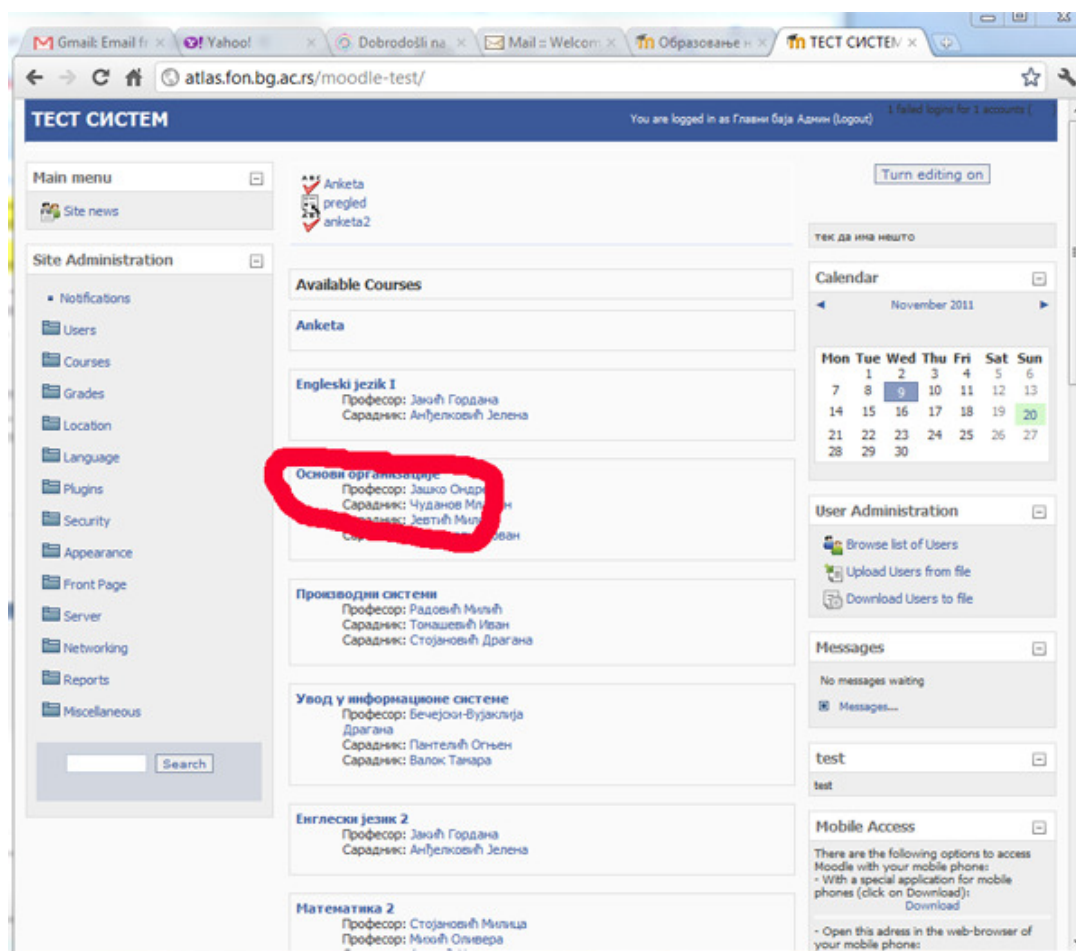 Gmail: Email fr
Yahoo!
Dobrodošli na
Mail :: Welcom
Образовање н
ТЕСТ СИСТЕМ
atlas.fon.bg.ac.rs/moodle-test/
ТЕСТ СИСТЕМ
You are logged in as Главни баја Админ (Logout)
1 failed logins for 1 accounts (
Main menu
Site news
Site Administration
Notifications
Users
Courses
Grades
Location
Language
Plugins
Security
Appearance
Front Page
Server
Networking
Reports
Miscellaneous
Search
Anketa
pregled
anketa2
Available Courses
Anketa
Engleski jezik I
Професор: Јакић Гордана
Сарадник: Анђелковић Јелена
Основи организације
Професор: Јашко
Сарадник: Чуданов
Сарадник: Јевтић
Производни системи
Професор: Радовић Милић
Сарадник: Томашевић Иван
Сарадник: Стојановић Драгана
Увод у информационе системе
Професор: Бечејски-Вујаклија
Драгана
Сарадник: Пантелић Огњен
Сарадник: Валок Тамара
Енглески језик 2
Професор: Јакић Гордана
Сарадник: Анђелковић Јелена
Математика 2
Професор: Стојановић Милица
Професор: Михић Оливера
Turn editing on
тек да има нешто
Calendar
November 2011
Mon Tue Wed Thu Fri Sat Sun
1 2 3 4 5 6
7 8 9 10 11 12 13
14 15 16 17 18 19 20
21 22 23 24 25 26 27
28 29 30
User Administration
Browse list of Users
Upload Users from file
Download Users to file
Messages
No messages waiting
Messages...
test
test
Mobile Access
There are the following options to access
Moodle with your mobile phone:
- With a special application for mobile
phones (click on Download):
Download
- Open this adress in the web-browser of
your mobile phone: